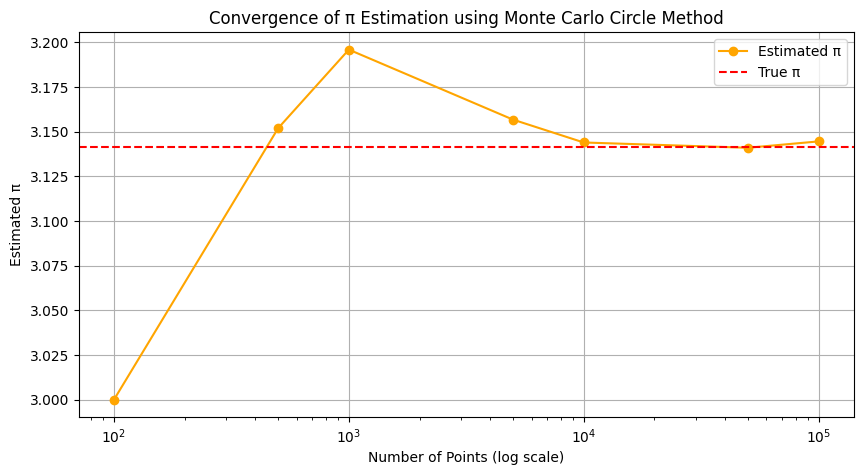 Convergence of π Estimation using Monte Carlo Circle Method
Estimated π
True π
3.200
3.175
3.150
3.125
3.100
3.075
3.050
3.025
3.000
Estimated π
10²
10³
10⁴
10⁵
Number of Points (log scale)